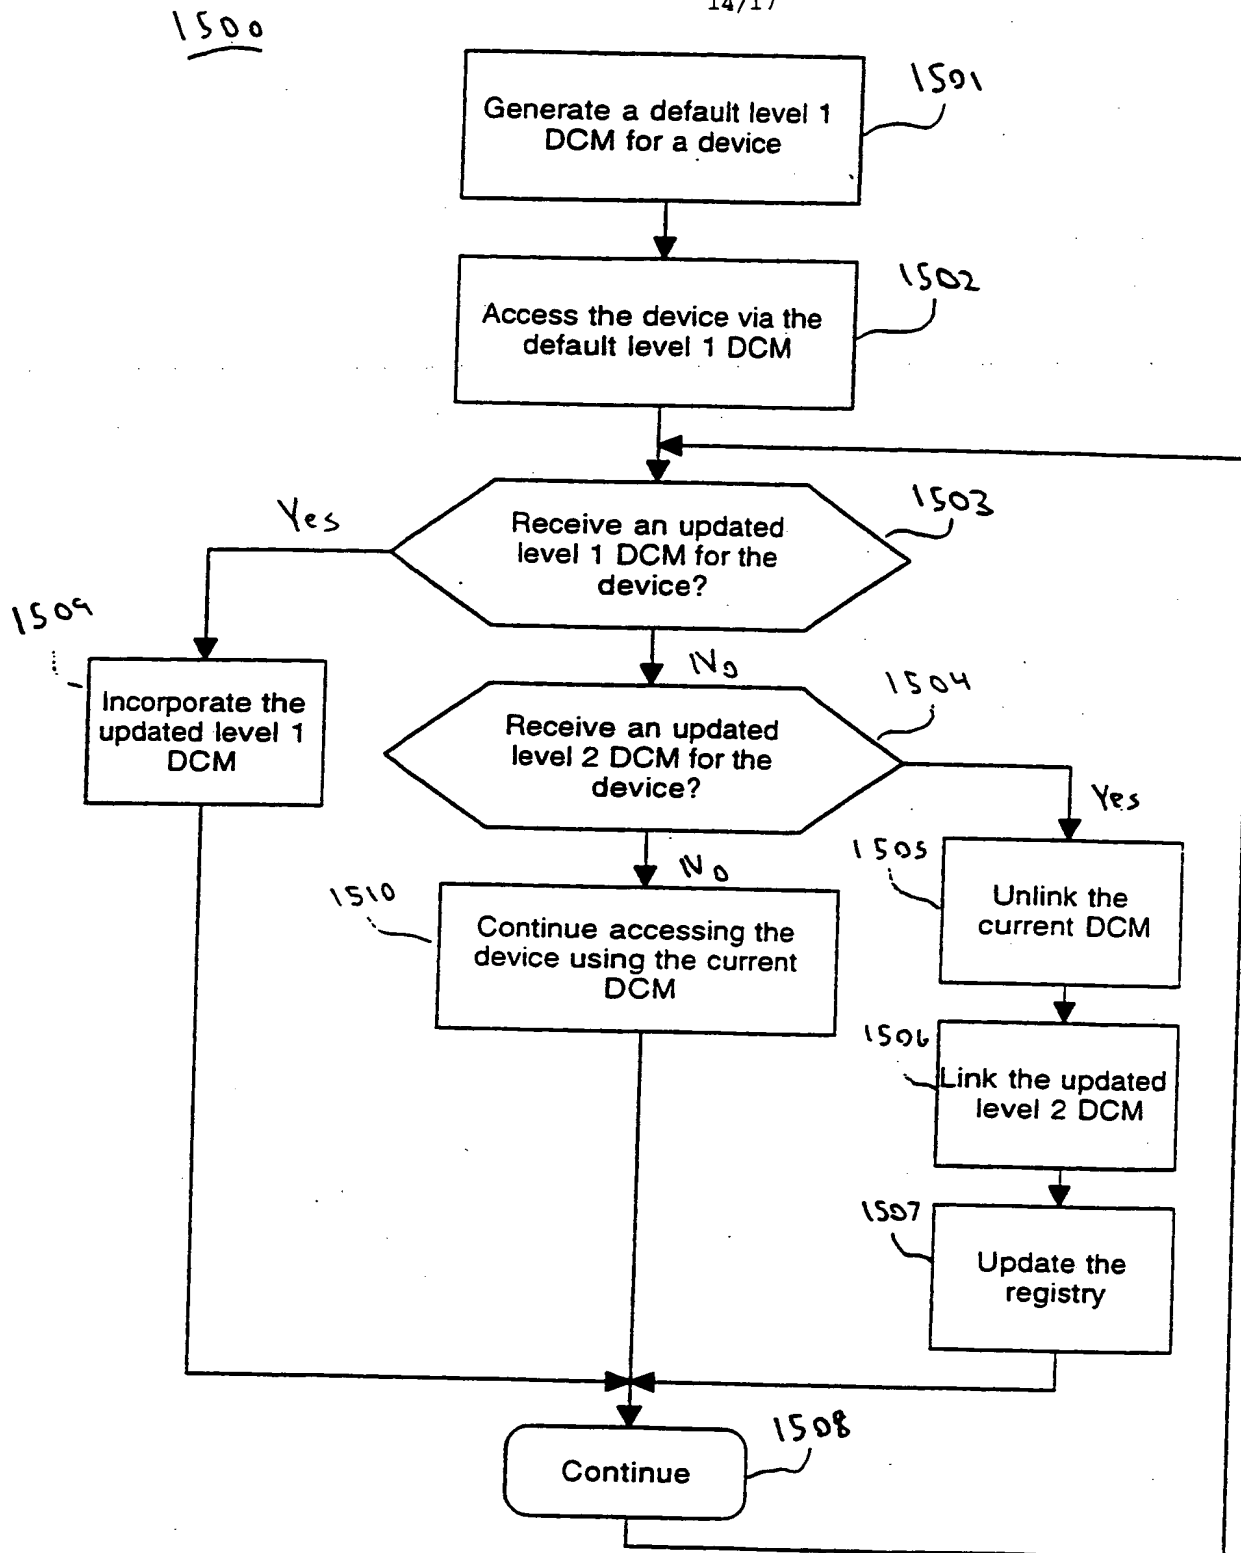 14/17
1500
1501
Generate a default level 1
DCM for a device
1502
Access the device via the
default level 1 DCM
1503
Yes
Receive an updated
level 1 DCM for the
device?
1509
No
1504
Incorporate the
updated level 1
DCM
Receive an updated
level 2 DCM for the
device?
Yes
1505
No
1510
Unlink the
current DCM
Continue accessing the
device using the current
DCM
1506
Link the updated
level 2 DCM
1507
Update the
registry
1508
Continue